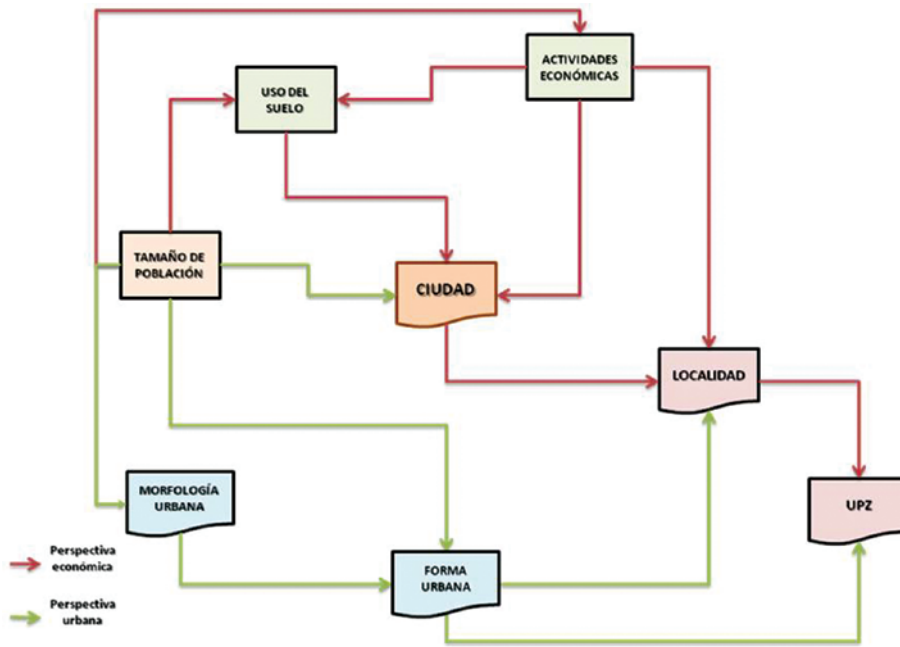 ACTIVIDADES
ECONÓMICAS
USO DEL
SUELO
TAMAÑO DE
POBLACIÓN
CIUDAD
LOCALIDAD
MORFOLOGÍA
URBANA
UPZ
FORMA
URBANA
Perspectiva
económica
Perspectiva
urbana